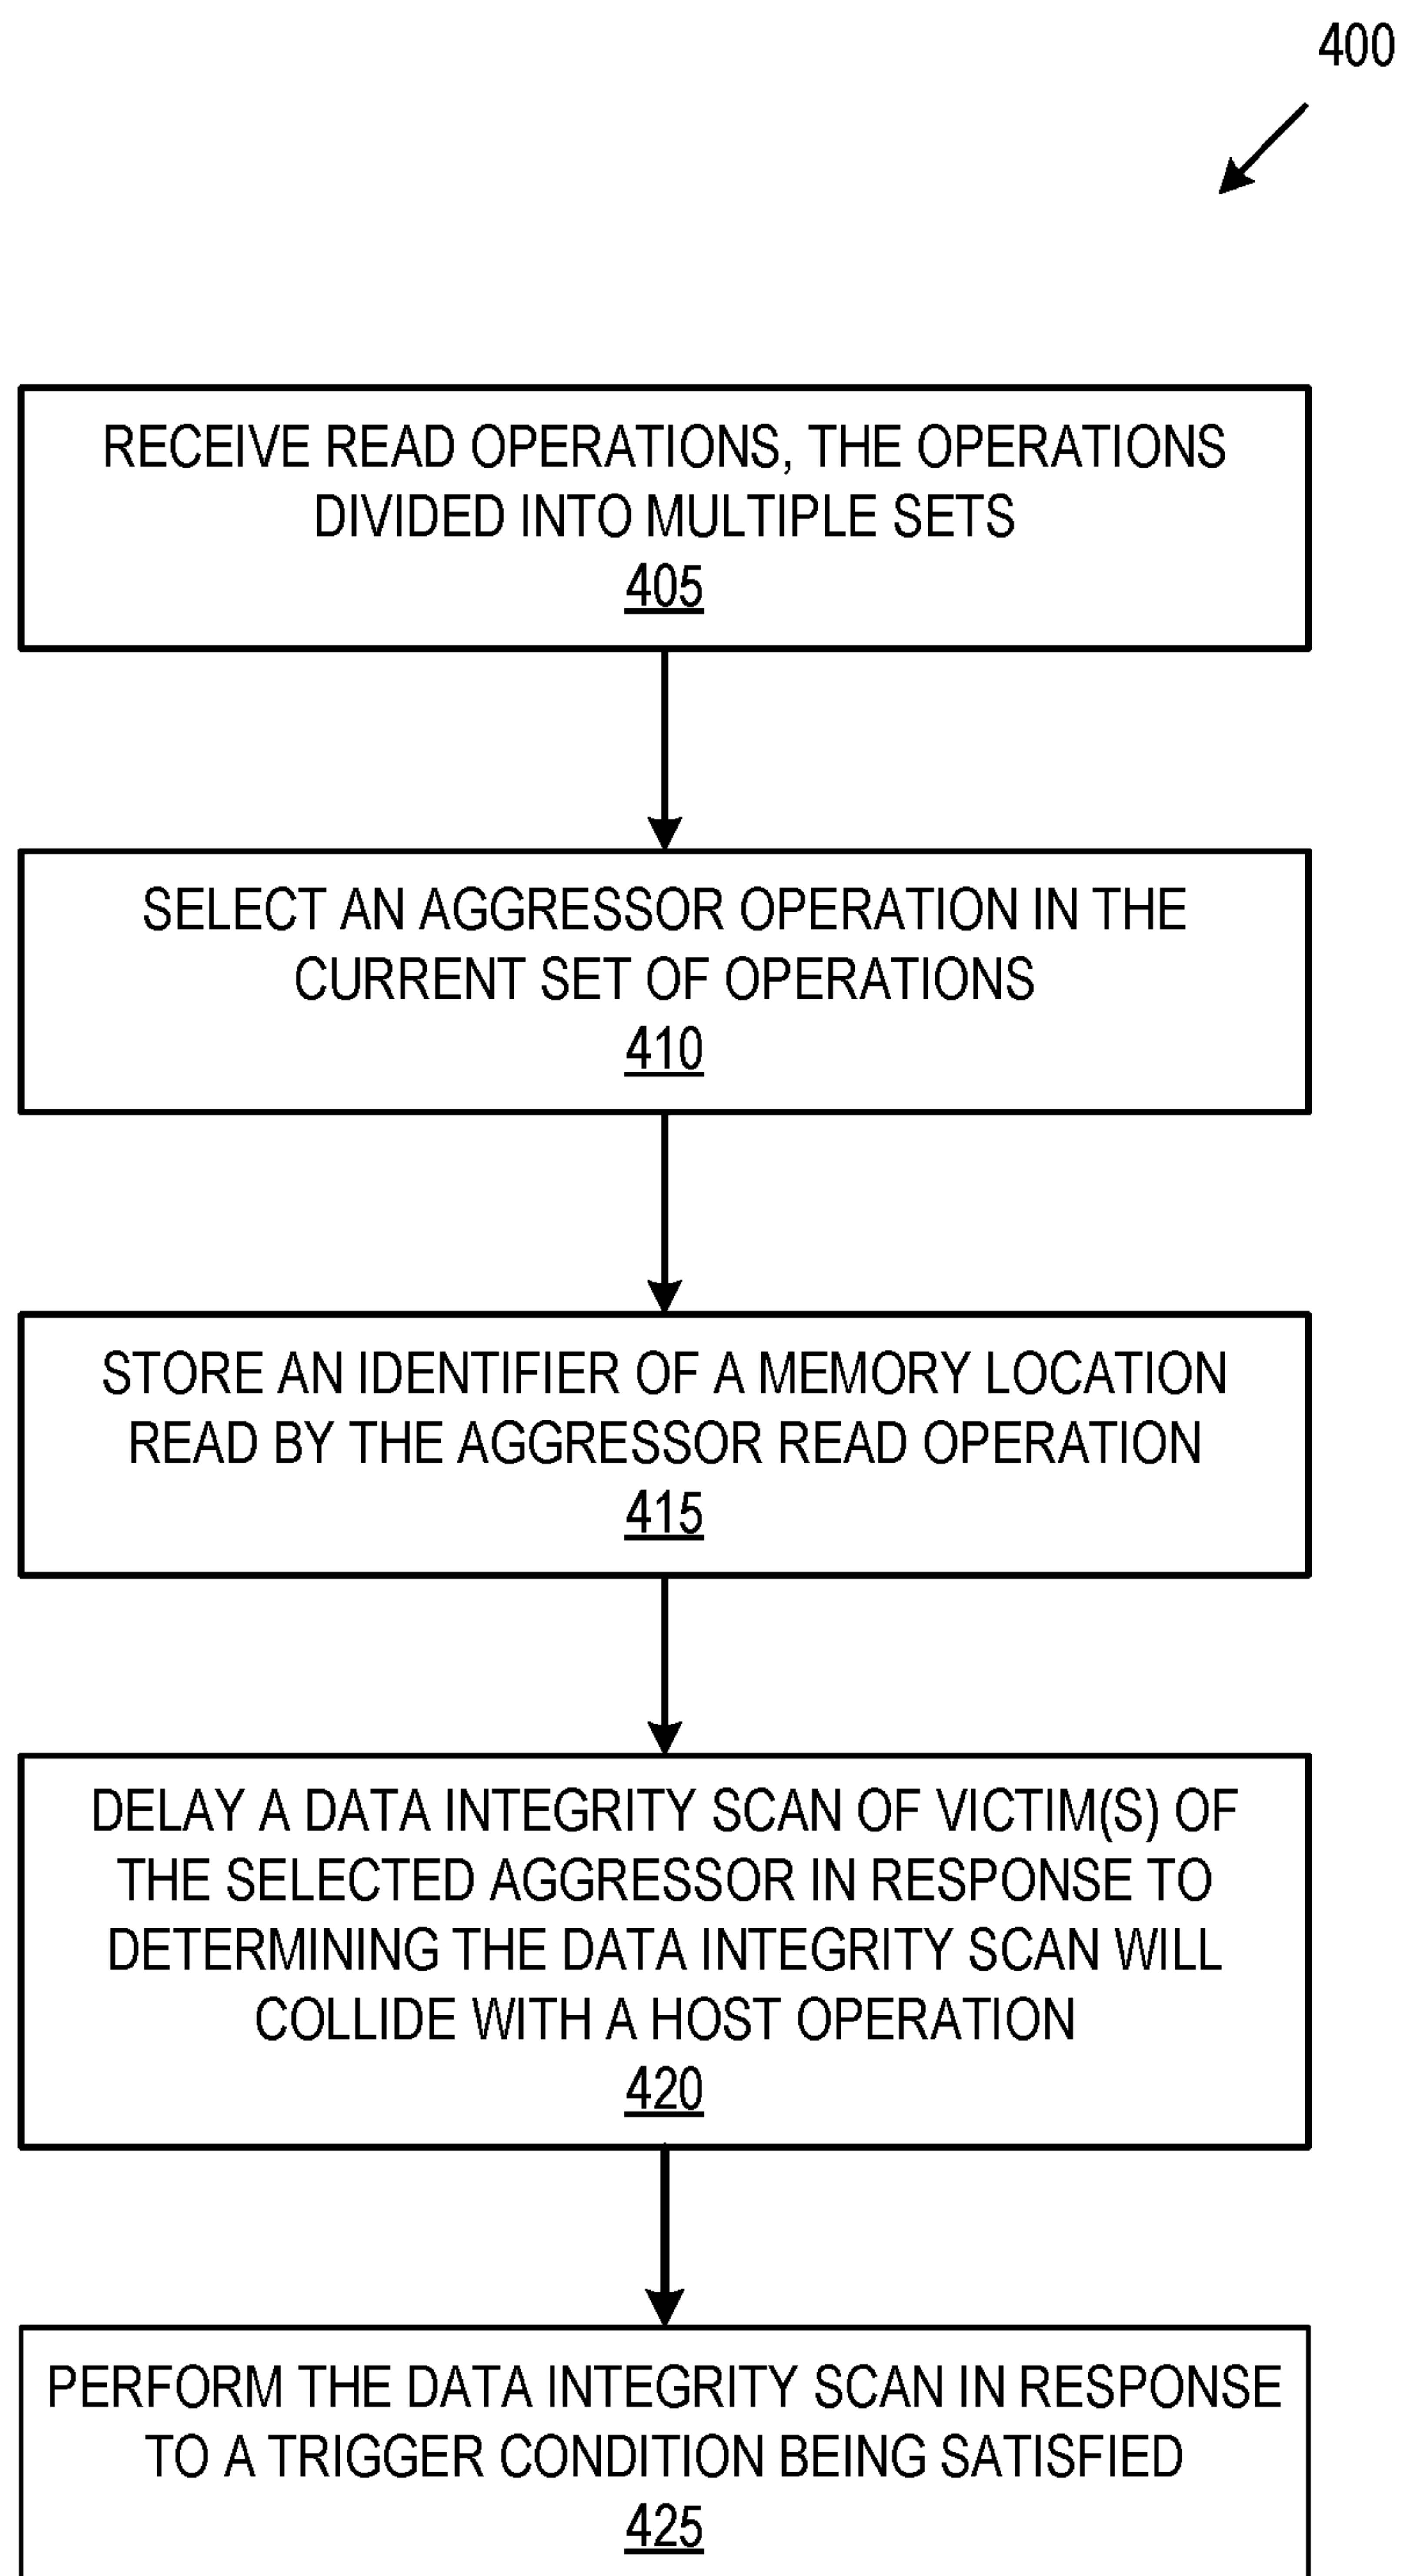 400
RECEIVE READ OPERATIONS, THE OPERATIONS
DIVIDED INTO MULTIPLE SETS
405
SELECT AN AGGRESSOR OPERATION IN THE
CURRENT SET OF OPERATIONS
410
STORE AN IDENTIFIER OF A MEMORY LOCATION
READ BY THE AGGRESSOR READ OPERATION
415
DELAY A DATA INTEGRITY SCAN OF VICTIM(S) OF
THE SELECTED AGGRESSOR IN RESPONSE TO
DETERMINING THE DATA INTEGRITY SCAN WILL
COLLIDE WITH A HOST OPERATION
420
PERFORM THE DATA INTEGRITY SCAN IN RESPONSE
TO A TRIGGER CONDITION BEING SATISFIED
425